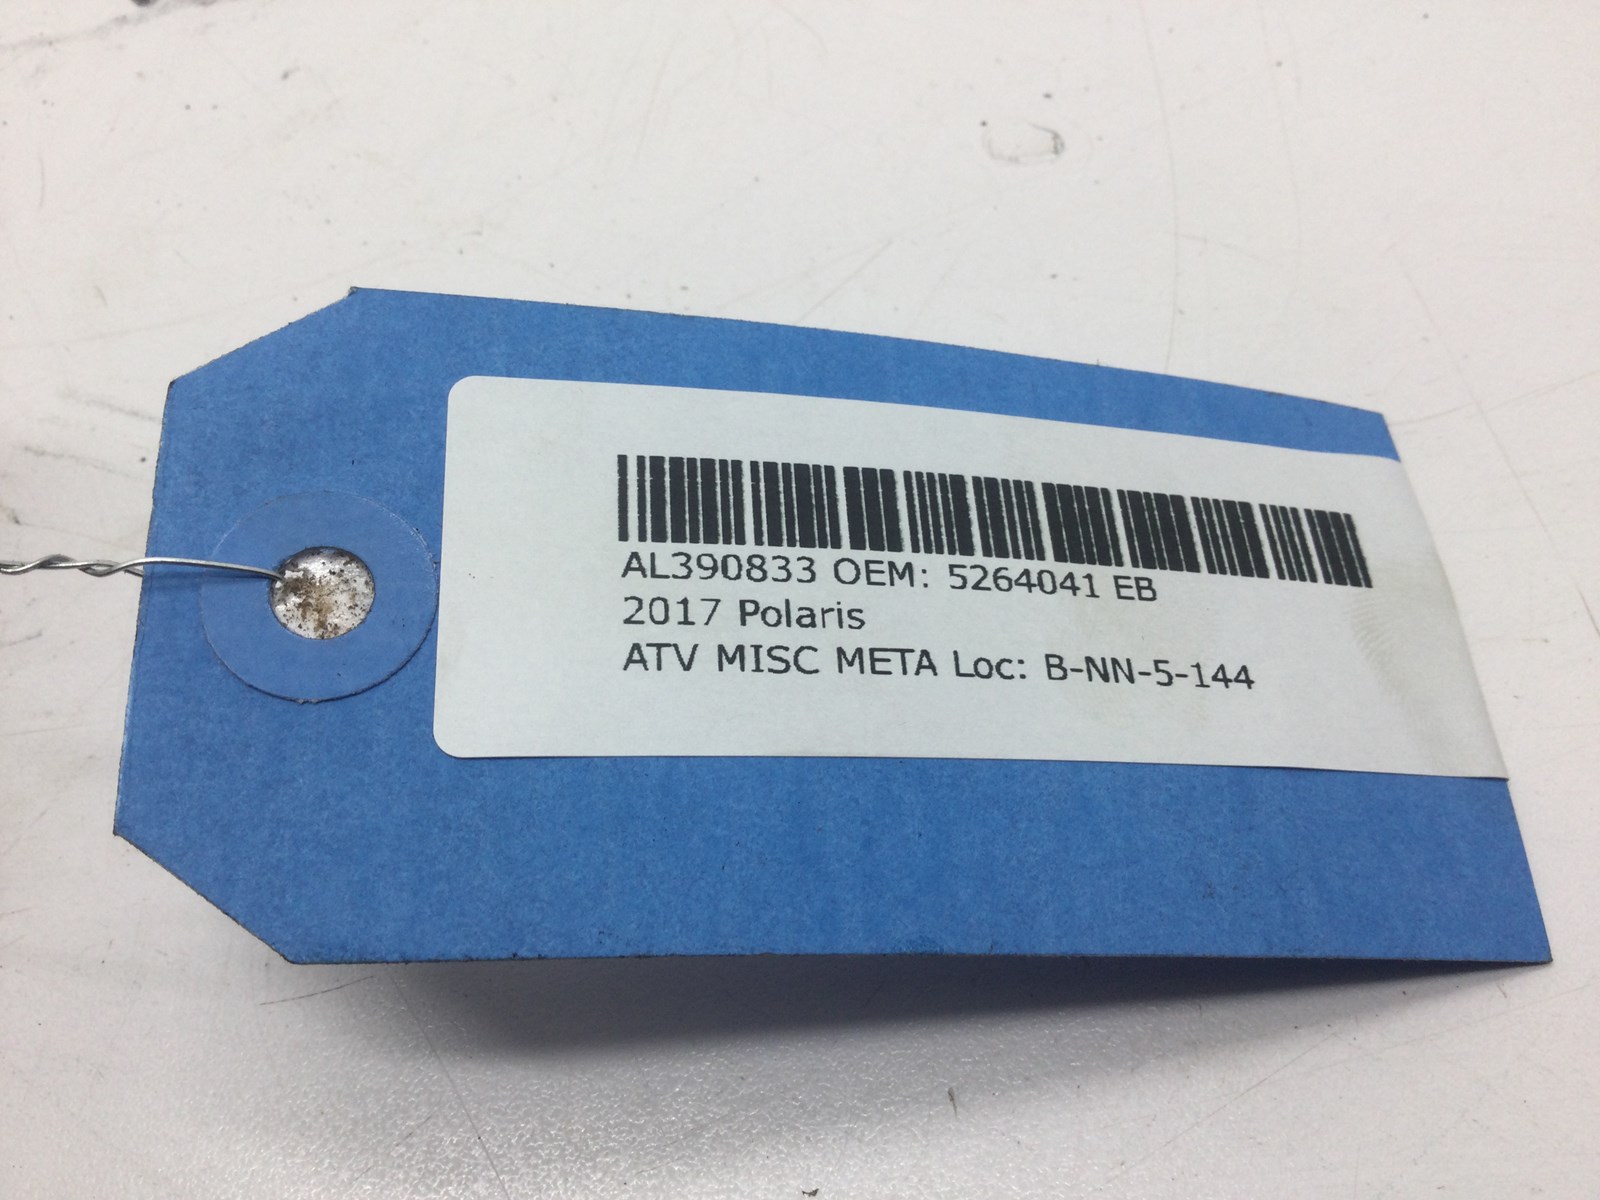 AL390833 OEM: 5264041 EB
2017 Polaris
ATV MISC META Loc: B-NN-5-144